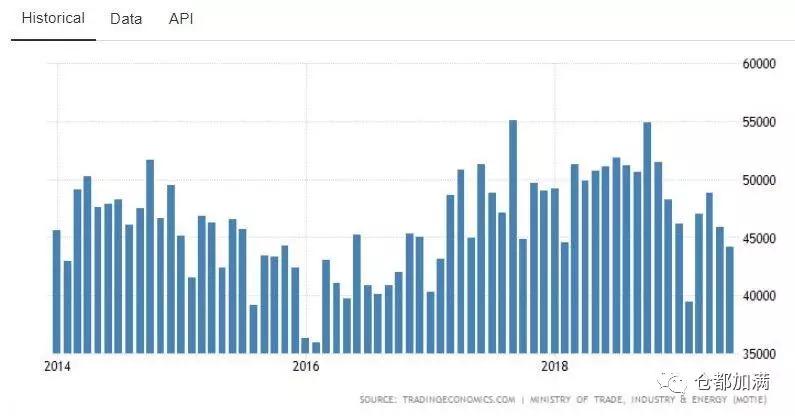 Historical Data API
60000
55000
50000
45000
40000
35000
2014 2016 2018
仓都加满
SOURCE: TRADINGECONOMICS.COM | MINISTRY OF TRADE, INDUSTRY & ENERGY (MOTIE)